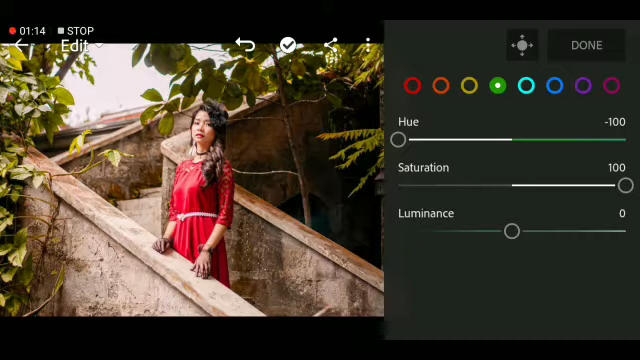 01:14 STOP
Edit
DONE
Hue -100
Saturation 100
Luminance 0